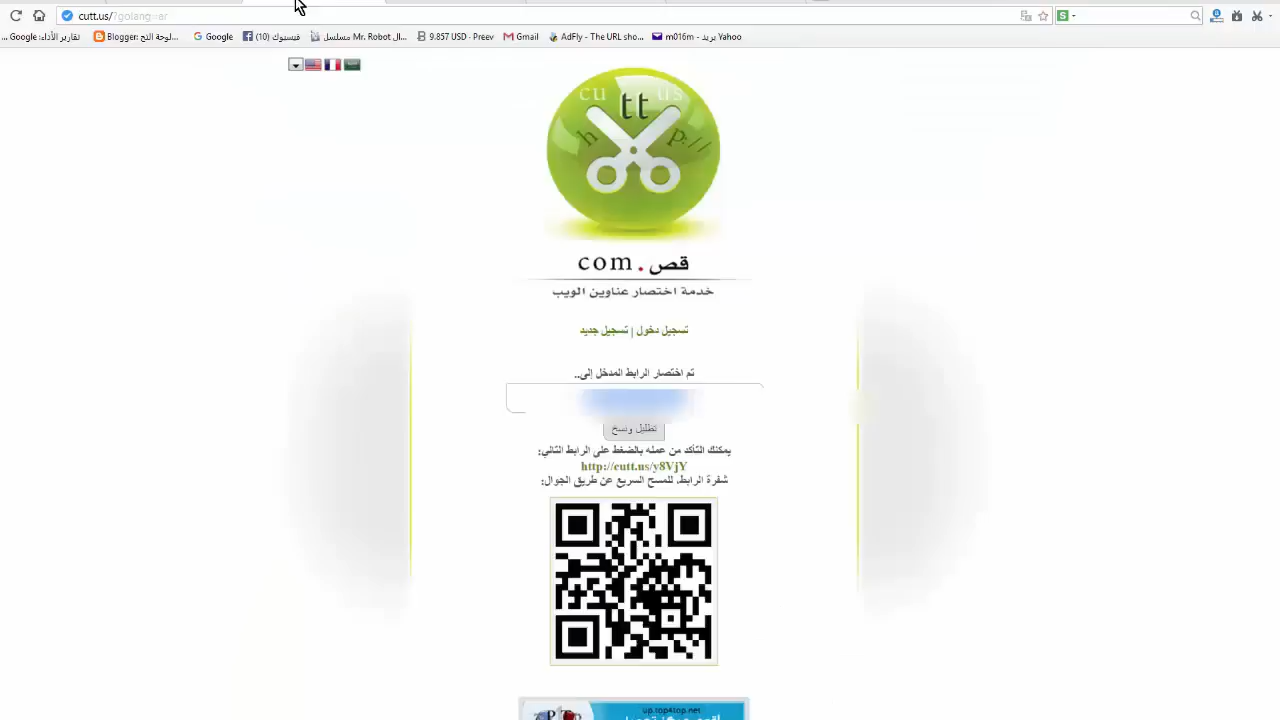 cutt.us/?golangar
... Google :تقارير الأداء
Blogger: لوحة التح...
Google
فيسبوك (10)
ال Mr. Robot مسلسل...
9.857 USD · Preev
Gmail
AdFly - The URL sho...
بريد - m016m - Yahoo
cu tt us
h p://
قص.com
خدمة اختصار عناوين الويب
تسجيل دخول | تسجيل جديد
تم اختصار الرابط المدخل إلى..
تظليل ونسخ
يمكنك التأكد من عمله بالضغط على الرابط التالي:
http://cutt.us/y8VjY
شفرة الرابط، للمسح السريع عن طريق الجوال:
up.top4top.net